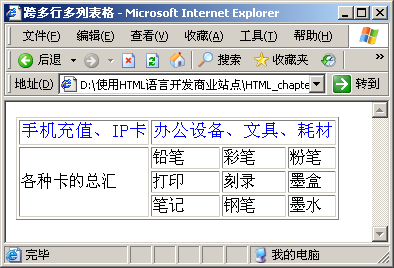 跨多行多列表格 - Microsoft Internet Explorer
文件(F) 编辑(E) 查看(V) 收藏(A) 工具(T) 帮助(H)
后退 搜索 收藏夹
地址(D) D:\使用HTML语言开发商业站点\HTML_chapte 转到
手机充值、IP卡 办公设备、文具、耗材
各种卡的总汇 铅笔 彩笔 粉笔
打印 刻录 墨盒
笔记 钢笔 墨水
完毕 我的电脑